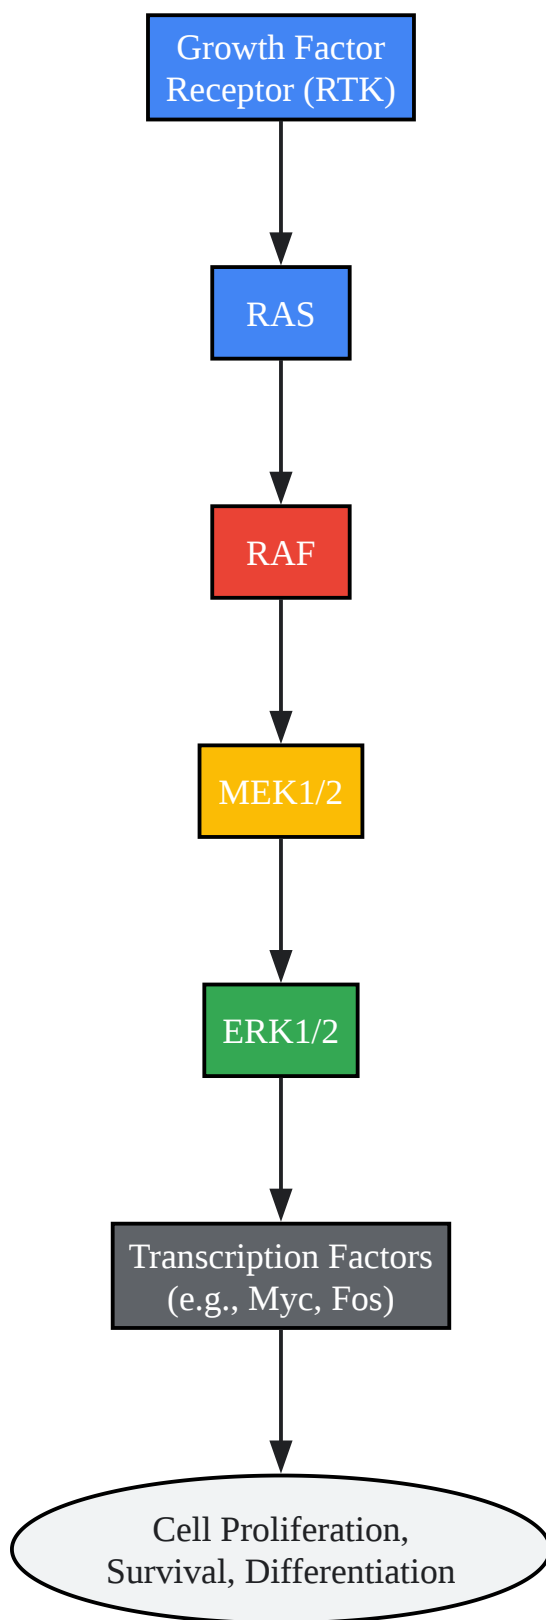 Growth Factor
Receptor (RTK)
RAS
RAF
MEK1/2
ERK1/2
Transcription Factors
(e.g., Myc, Fos)
Cell Proliferation,
Survival, Differentiation